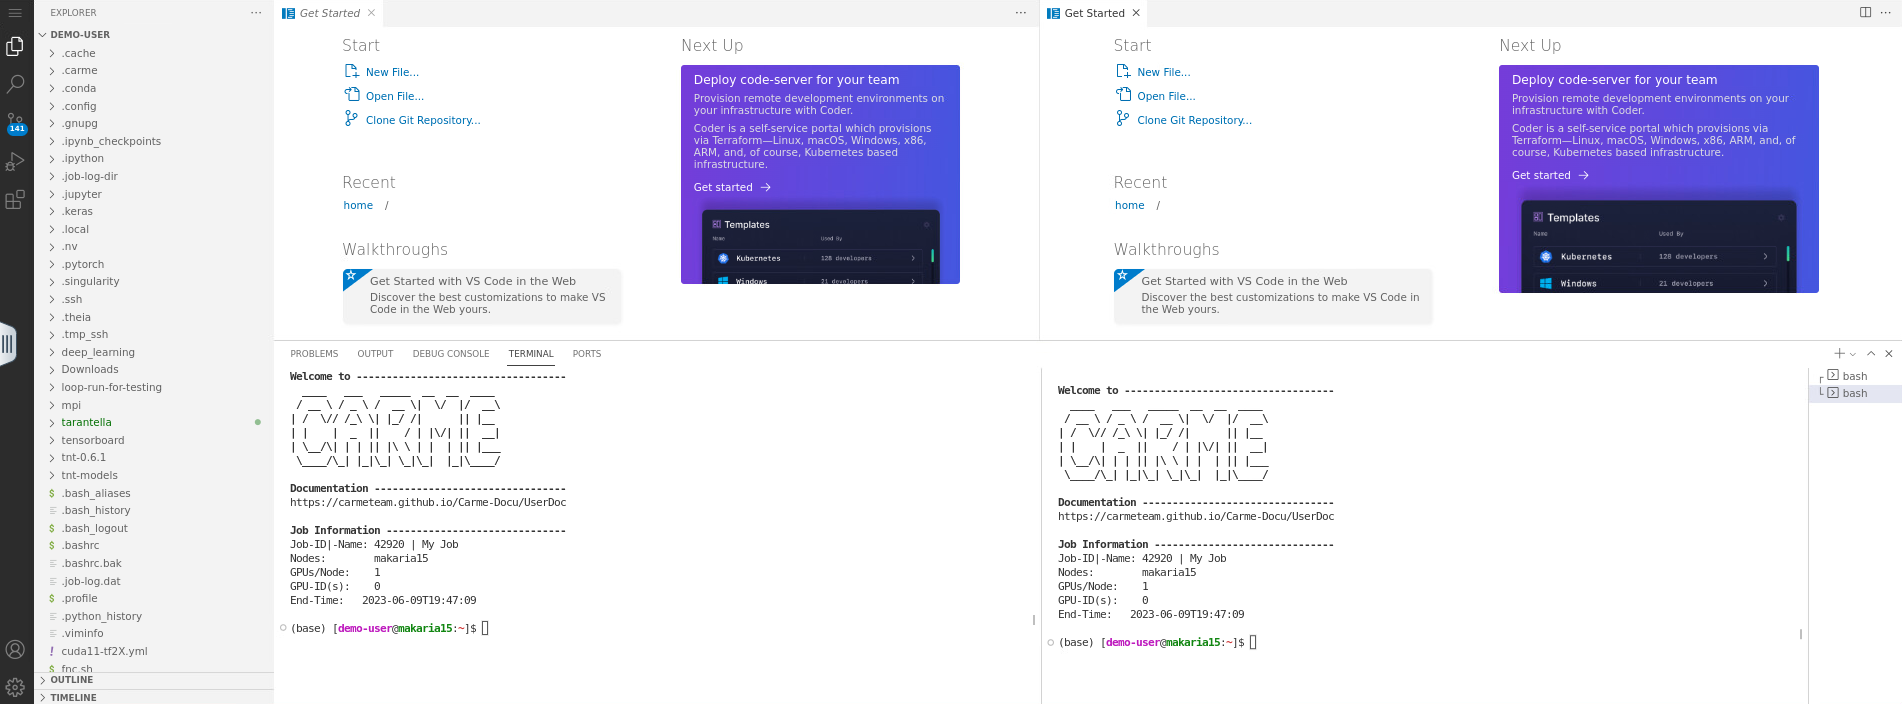 EXPLORER
DEMO-USER
.cache
.carme
.conda
.config
.gnupg
.ipynb_checkpoints
.ipython
.job-log-dir
.jupyter
.keras
.local
.nv
.pytorch
.singularity
.ssh
.theia
.tmp_ssh
deep_learning
Downloads
loop-run-for-testing
mpi
tarantella
tensorboard
tnt-0.6.1
tnt-models
.bash_aliases
.bash_history
.bash_logout
.bashrc
.bashrc.bak
.job-log.dat
.profile
.python_history
.viminfo
cuda11-tf2X.yml
fnc.sh
OUTLINE
TIMELINE
141
Get Started
Start
New File...
Open File...
Clone Git Repository...
Recent
home /
Walkthroughs
Get Started with VS Code in the Web
Discover the best customizations to make VS
Code in the Web yours.
Next Up
Deploy code-server for your team
Provision remote development environments on
your infrastructure with Coder.
Coder is a self-service portal which provisions
via Terraform—Linux, macOS, Windows, x86,
ARM, and, of course, Kubernetes based
infrastructure.
Get started →
Templates
Name Used By
Kubernetes 128 developers
Windows 21 developers
Get Started
Start
New File...
Open File...
Clone Git Repository...
Recent
home /
Walkthroughs
Get Started with VS Code in the Web
Discover the best customizations to make VS Code in
the Web yours.
Next Up
Deploy code-server for your team
Provision remote development environments on your
infrastructure with Coder.
Coder is a self-service portal which provisions via
Terraform—Linux, macOS, Windows, x86, ARM, and, of
course, Kubernetes based infrastructure.
Get started →
Templates
Name Used By
Kubernetes 128 developers
Windows 21 developers
PROBLEMS OUTPUT DEBUG CONSOLE TERMINAL PORTS
Welcome to -----------------------------------
CARME
Documentation --------------------------------
https://carmeteam.github.io/Carme-Docu/UserDoc
Job Information ------------------------------
Job-ID|-Name: 42920 | My Job
Nodes: makaria15
GPUs/Node: 1
GPU-ID(s): 0
End-Time: 2023-06-09T19:47:09
(base) [demo-user@makaria15:~]$
Welcome to -----------------------------------
CARME
Documentation --------------------------------
https://carmeteam.github.io/Carme-Docu/UserDoc
Job Information ------------------------------
Job-ID|-Name: 42920 | My Job
Nodes: makaria15
GPUs/Node: 1
GPU-ID(s): 0
End-Time: 2023-06-09T19:47:09
(base) [demo-user@makaria15:~]$
bash
bash